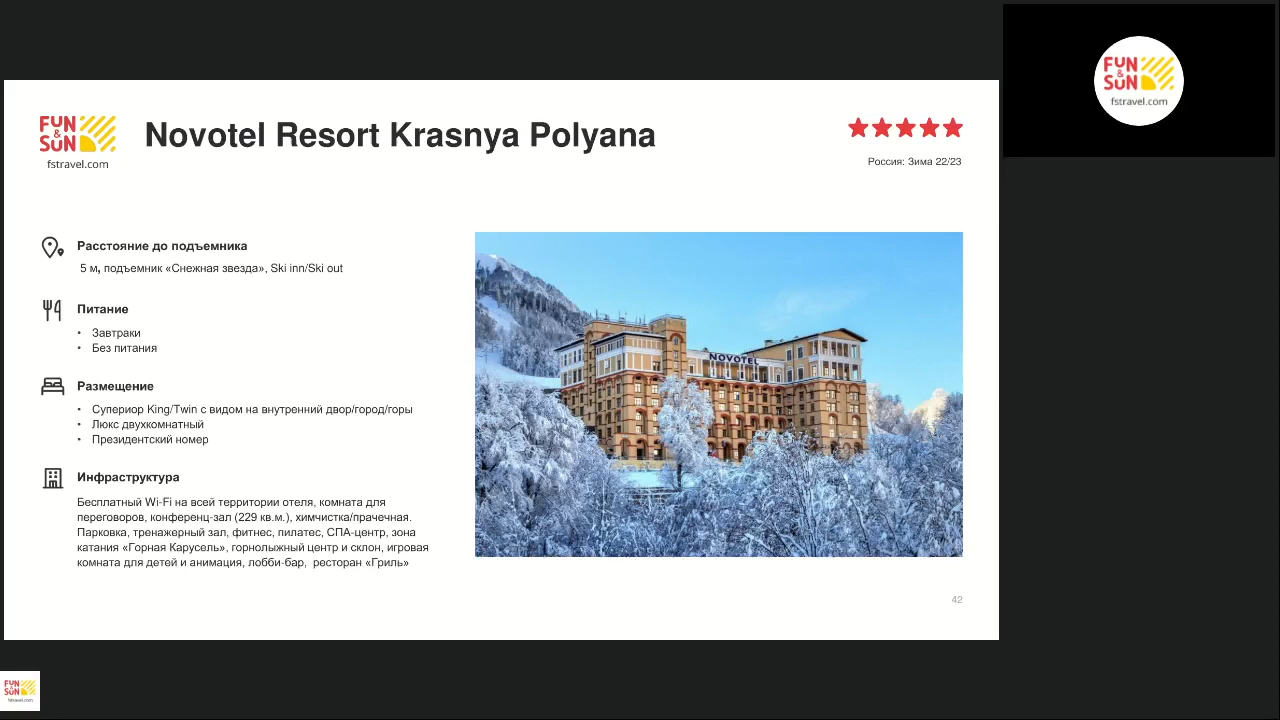 FUN
&
SUN
fstravel.com
Novotel Resort Krasnya Polyana
Россия: Зима 22/23
Расстояние до подъемника
5 м, подъемник «Снежная звезда», Ski inn/Ski out
Питание
• Завтраки
• Без питания
Размещение
• Супериор King/Twin с видом на внутренний двор/город/горы
• Люкс двухкомнатный
• Президентский номер
Инфраструктура
Бесплатный Wi-Fi на всей территории отеля, комната для
переговоров, конференц-зал (229 кв.м.), химчистка/прачечная.
Парковка, тренажерный зал, фитнес, пилатес, СПА-центр, зона
катания «Горная Карусель», горнолыжный центр и склон, игровая
комната для детей и анимация, лобби-бар, ресторан «Гриль»
NOVOTEL
42
FUN
&
SUN
fstravel.com
FUN
&
SUN
fstravel.com